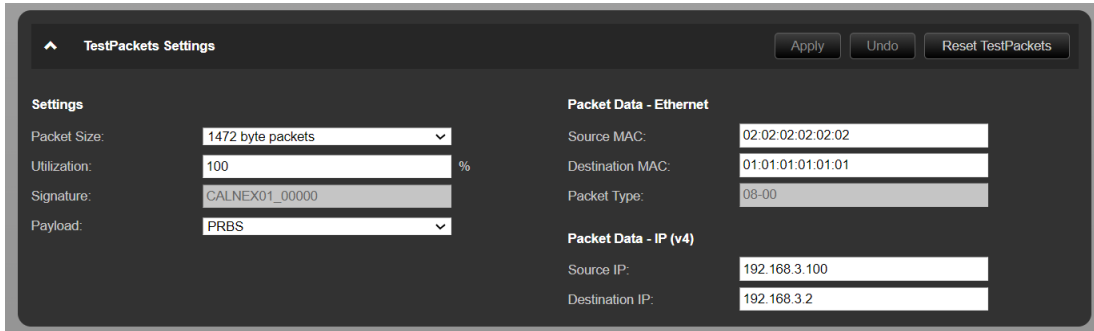 TestPackets Settings
Apply
Undo
Reset TestPackets
Settings
Packet Size: 1472 byte packets
Utilization: 100 %
Signature: CALNEX01_00000
Payload: PRBS
Packet Data - Ethernet
Source MAC: 02:02:02:02:02:02
Destination MAC: 01:01:01:01:01:01
Packet Type: 08-00
Packet Data - IP (v4)
Source IP: 192.168.3.100
Destination IP: 192.168.3.2